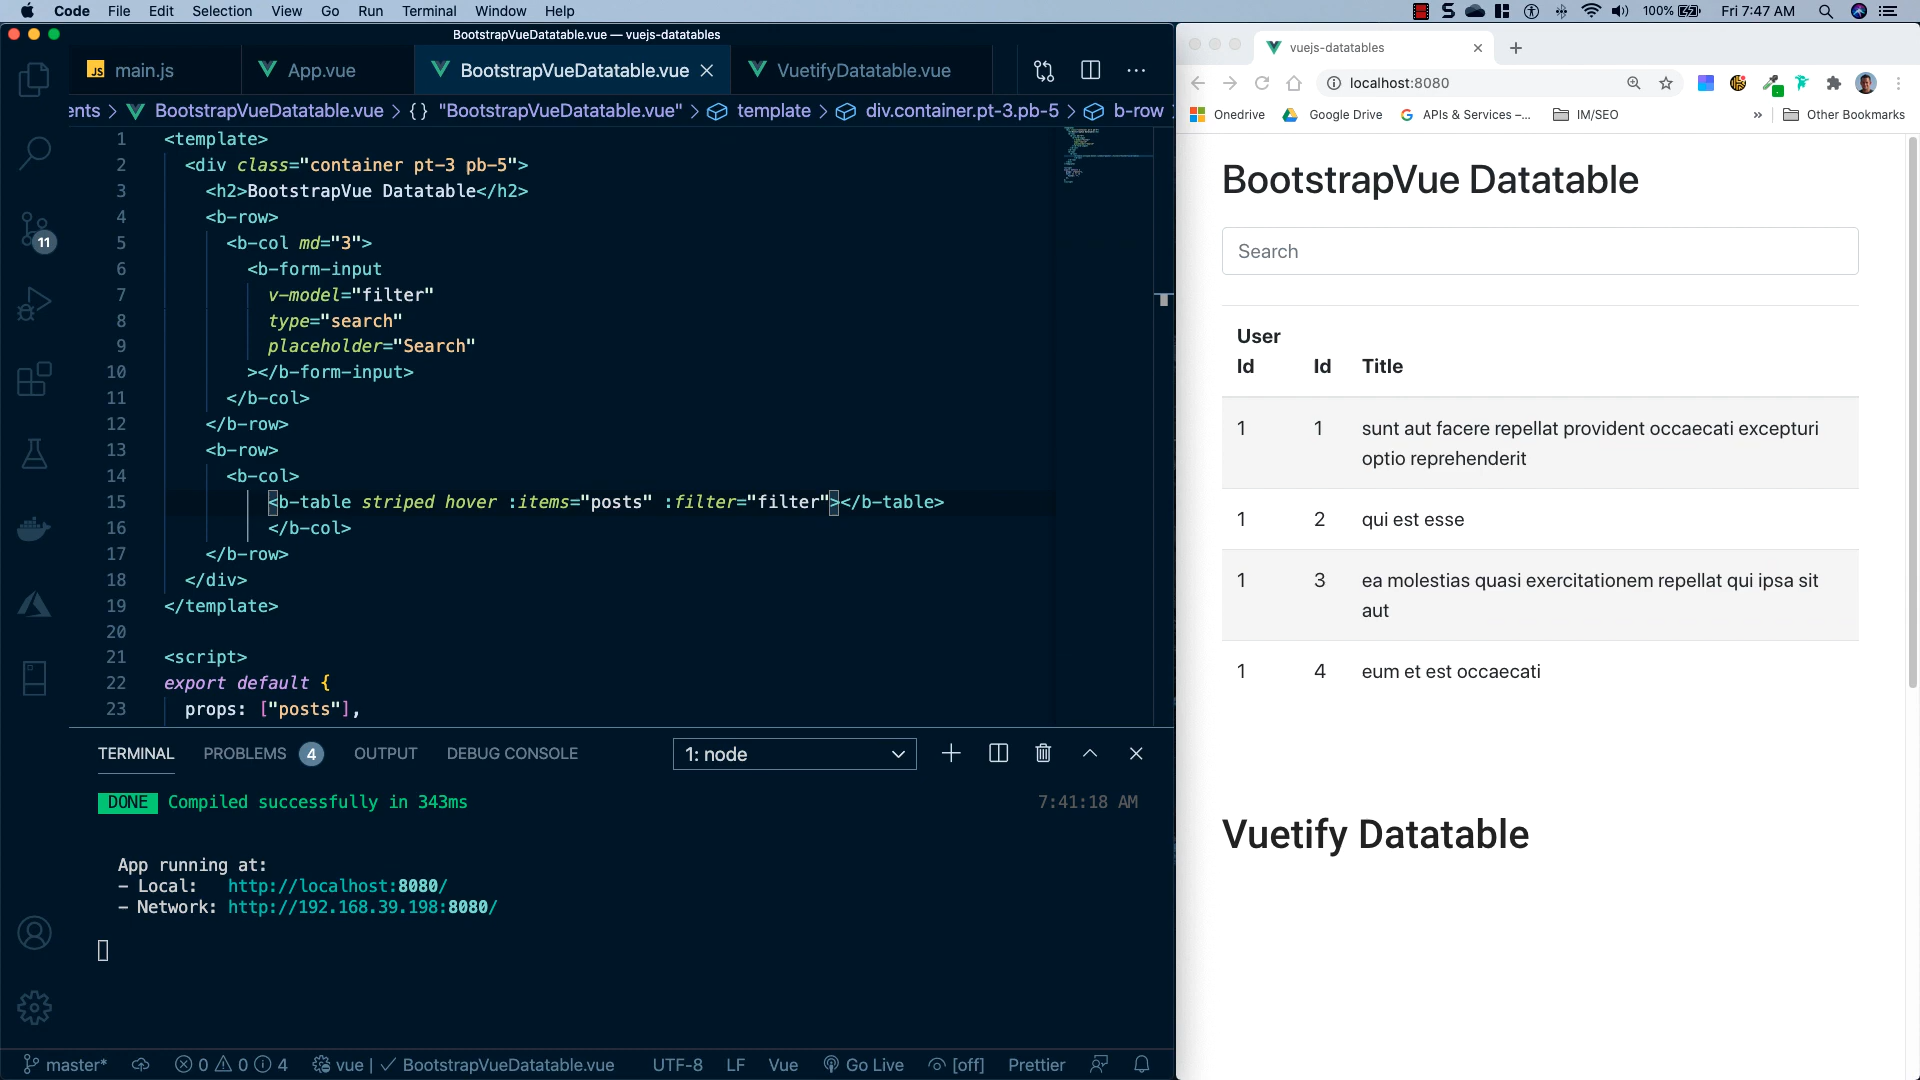 Code File Edit Selection View Go Run Terminal Window Help 100% Fri 7:47 AM
BootstrapVueDatatable.vue — vuejs-datatables
JS main.js App.vue BootstrapVueDatatable.vue VuetifyDatatable.vue
ents > BootstrapVueDatatable.vue > {} "BootstrapVueDatatable.vue" > template > div.container.pt-3.pb-5 > b-row
1 <template>
2 <div class="container pt-3 pb-5">
3 <h2>BootstrapVue Datatable</h2>
4 <b-row>
5 <b-col md="3">
6 <b-form-input
7 v-model="filter"
8 type="search"
9 placeholder="Search"
10 ></b-form-input>
11 </b-col>
12 </b-row>
13 <b-row>
14 <b-col>
15 <b-table striped hover :items="posts" :filter="filter"></b-table>
16 </b-col>
17 </b-row>
18 </div>
19 </template>
20
21 <script>
22 export default {
23 props: ["posts"],
11
TERMINAL PROBLEMS 4 OUTPUT DEBUG CONSOLE 1: node
DONE Compiled successfully in 343ms 7:41:18 AM
App running at:
- Local: http://localhost:8080/
- Network: http://192.168.39.198:8080/
master* 0 0 4 vue | ✓ BootstrapVueDatatable.vue UTF-8 LF Vue Go Live [off] Prettier
vuejs-datatables
localhost:8080
Onedrive Google Drive APIs & Services –... IM/SEO » Other Bookmarks
BootstrapVue Datatable
Search
User
Id Id Title
1 1 sunt aut facere repellat provident occaecati excepturi
optio reprehenderit
1 2 qui est esse
1 3 ea molestias quasi exercitationem repellat qui ipsa sit
aut
1 4 eum et est occaecati
Vuetify Datatable